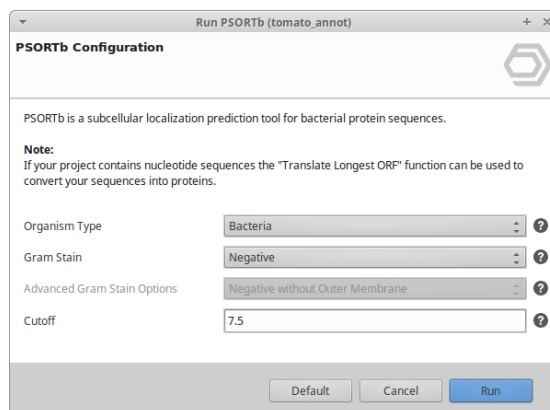 Run PSORTb (tomato_annot)
PSORTb Configuration
PSORTb is a subcellular localization prediction tool for bacterial protein sequences.
Note:
If your project contains nucleotide sequences the "Translate Longest ORF" function can be used to
convert your sequences into proteins.
Organism Type Bacteria
Gram Stain Negative
Advanced Gram Stain Options Negative without Outer Membrane
Cutoff 7.5
Default Cancel Run